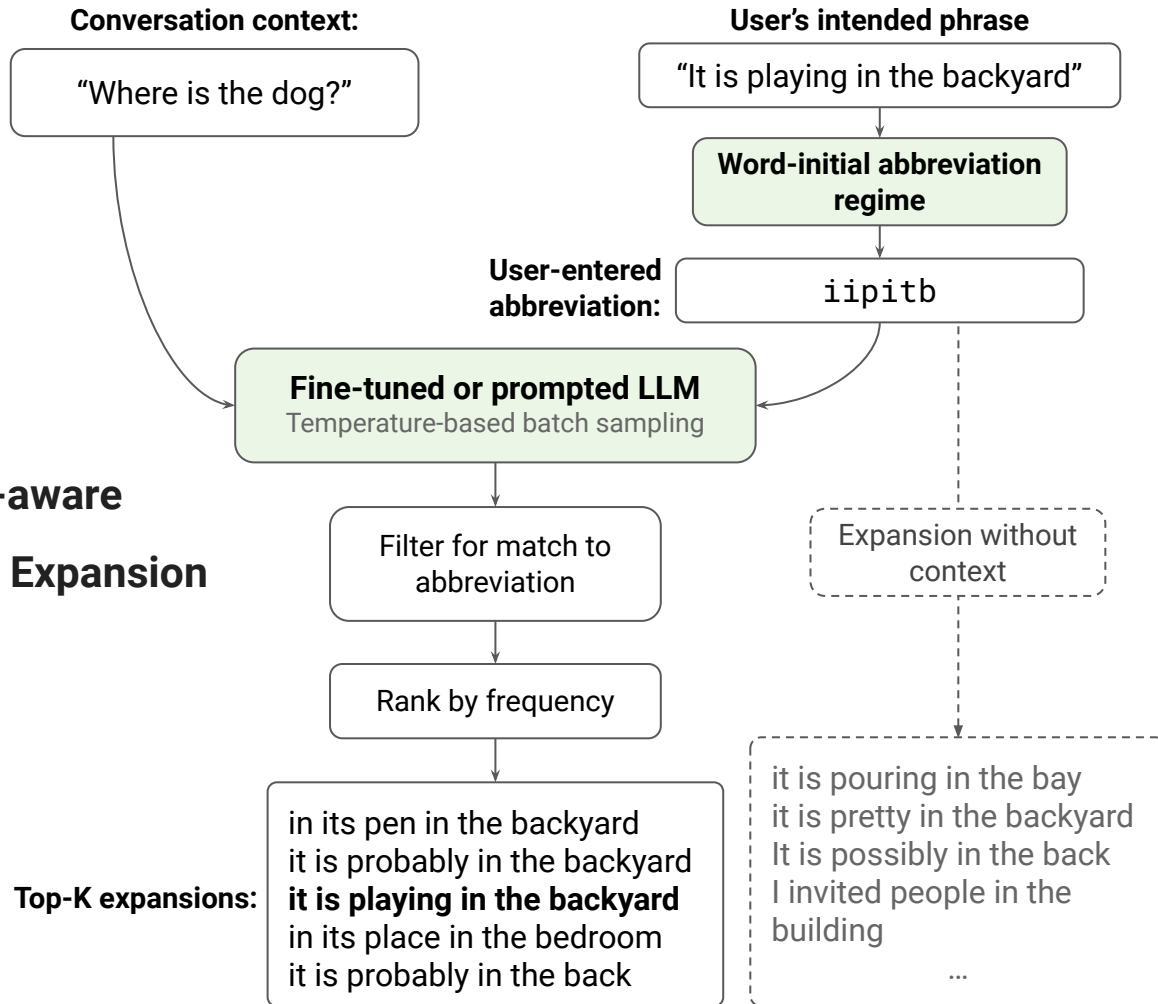 Conversation context:
“Where is the dog?”
User’s intended phrase
“It is playing in the backyard”
Word-initial abbreviation
regime
User-entered
abbreviation:
iipitb
Fine-tuned or prompted LLM
Temperature-based batch sampling
-aware
Expansion
Filter for match to
abbreviation
Rank by frequency
Top-K expansions:
in its pen in the backyard
it is probably in the backyard
it is playing in the backyard
in its place in the bedroom
it is probably in the back
Expansion without
context
it is pouring in the bay
it is pretty in the backyard
It is possibly in the back
I invited people in the
building
...